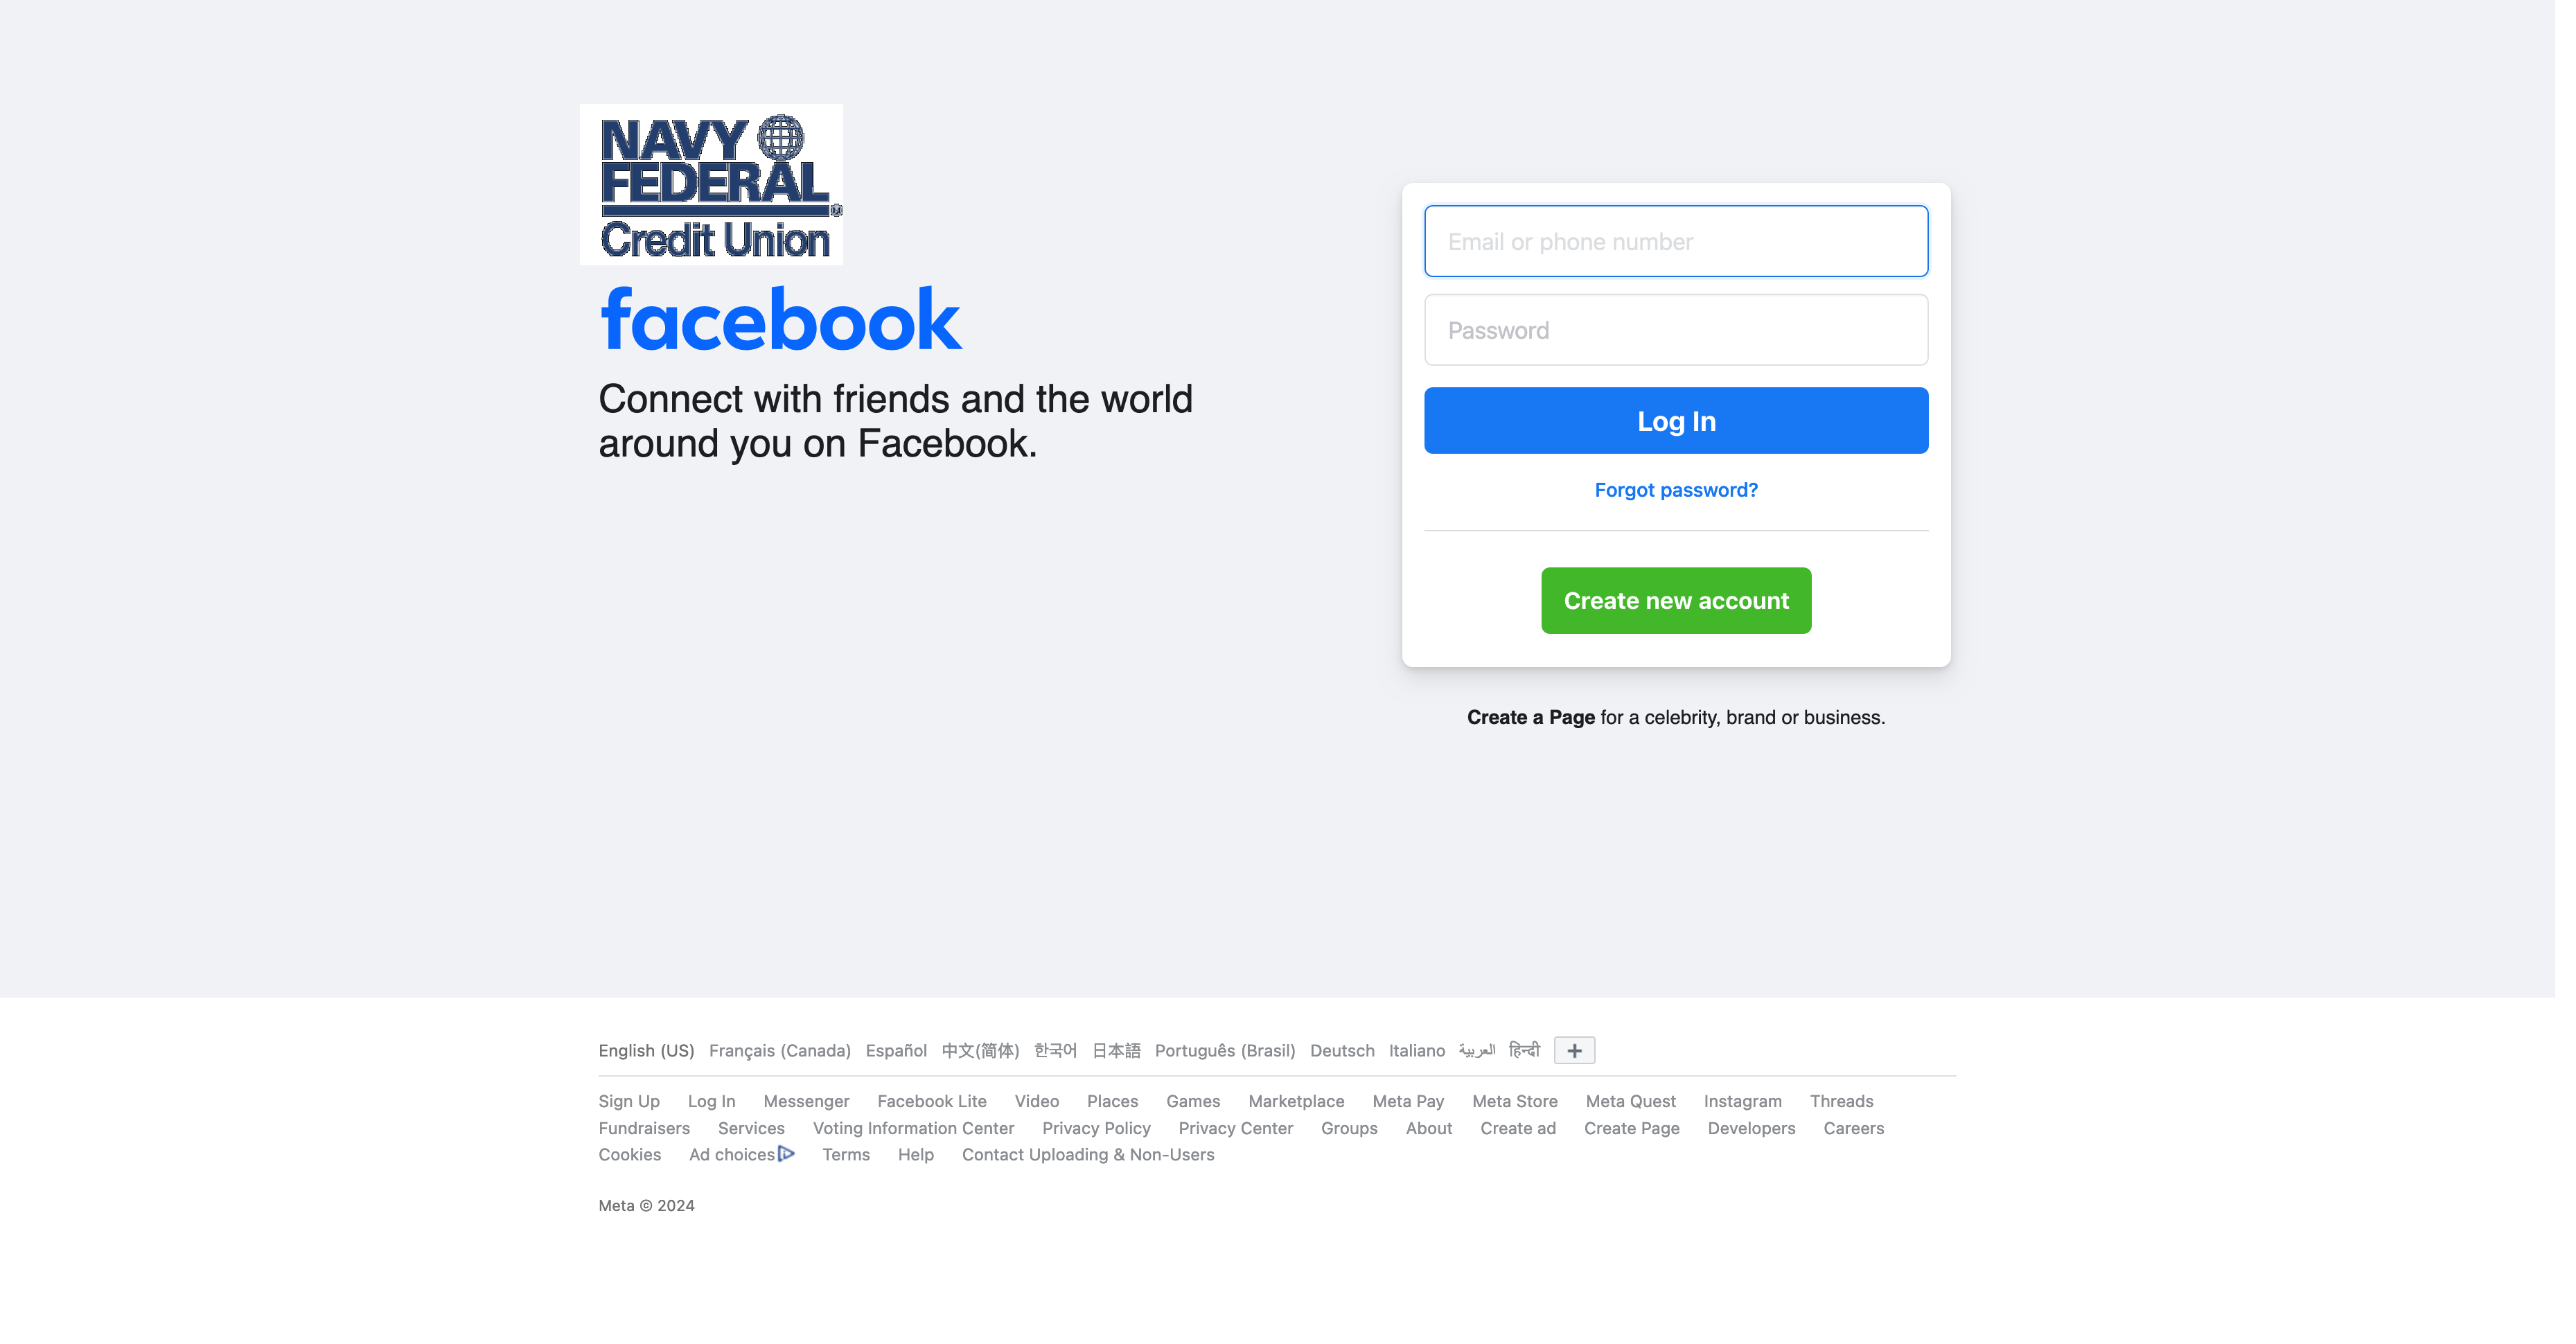 NAVY
FEDERAL®
Credit Union
facebook
Connect with friends and the world
around you on Facebook.
Email or phone number
Password
Log In
Forgot password?
Create new account
Create a Page for a celebrity, brand or business.
English (US) Français (Canada) Español 中文(简体) 한국어 日本語 Português (Brasil) Deutsch Italiano العربية हिन्दी +
Sign Up Log In Messenger Facebook Lite Video Places Games Marketplace Meta Pay Meta Store Meta Quest Instagram Threads
Fundraisers Services Voting Information Center Privacy Policy Privacy Center Groups About Create ad Create Page Developers Careers
Cookies Ad choices Terms Help Contact Uploading & Non-Users
Meta © 2024